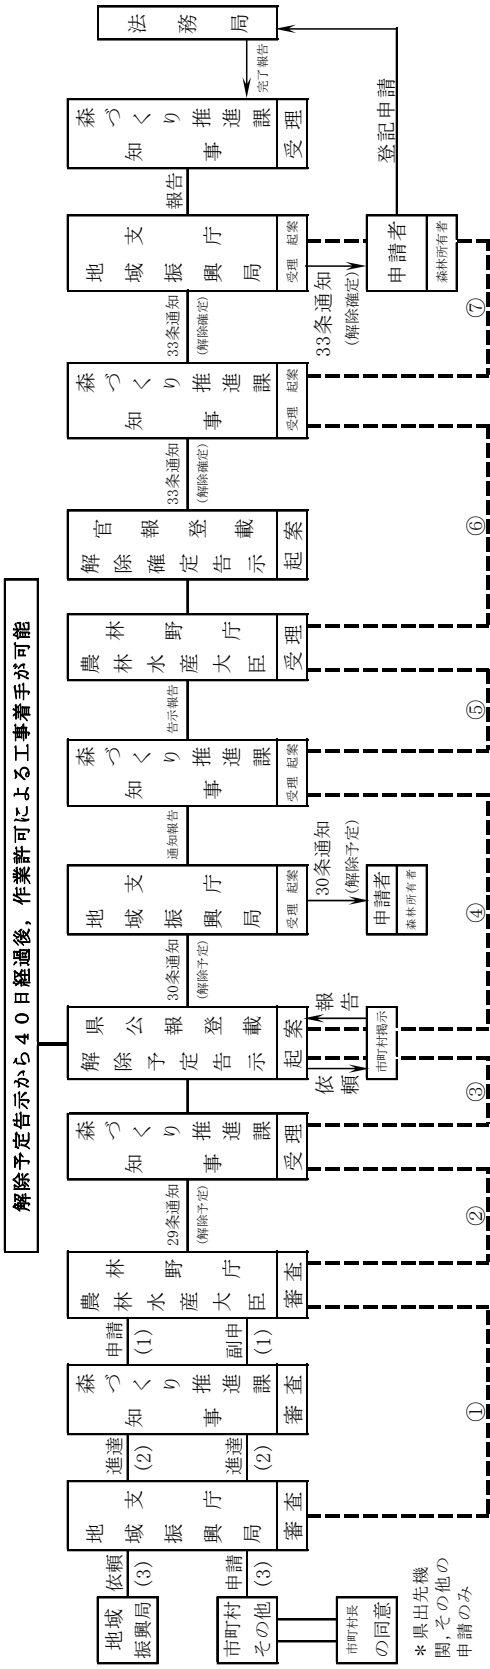 解除予定告示から４０日経過後，作業許可による工事着手が可能
地域
振興局
依頼
(3)
市町村
その他
申請
(3)
市町村長
の同意
＊県出先機
関，その他の
申請のみ
支庁
地域振興局
審査
進達
(2)
進達
(2)
森づくり推進課
知事
審査
申請
(1)
副申
(1)
林野庁
農林水産大臣
審査
29条通知
(解除予定)
森づくり推進課
知事
受理
県公報登載
解除予定告示
起案
依頼
報告
市町村掲示
30条通知
(解除予定)
支庁
地域振興局
受理 起案
30条通知
(解除予定)
申請者
森林所有者
通知報告
森づくり推進課
知事
受理 起案
告示報告
林野庁
農林水産大臣
受理
官報登載
解除確定告示
起案
33条通知
(解除確定)
森づくり推進課
知事
受理 起案
33条通知
(解除確定)
支庁
地域振興局
受理 起案
33条通知
(解除確定)
申請者
森林所有者
報告
森づくり推進課
知事
受理
完了報告
登記申請
法務局
①
②
③
④
⑤
⑥
⑦